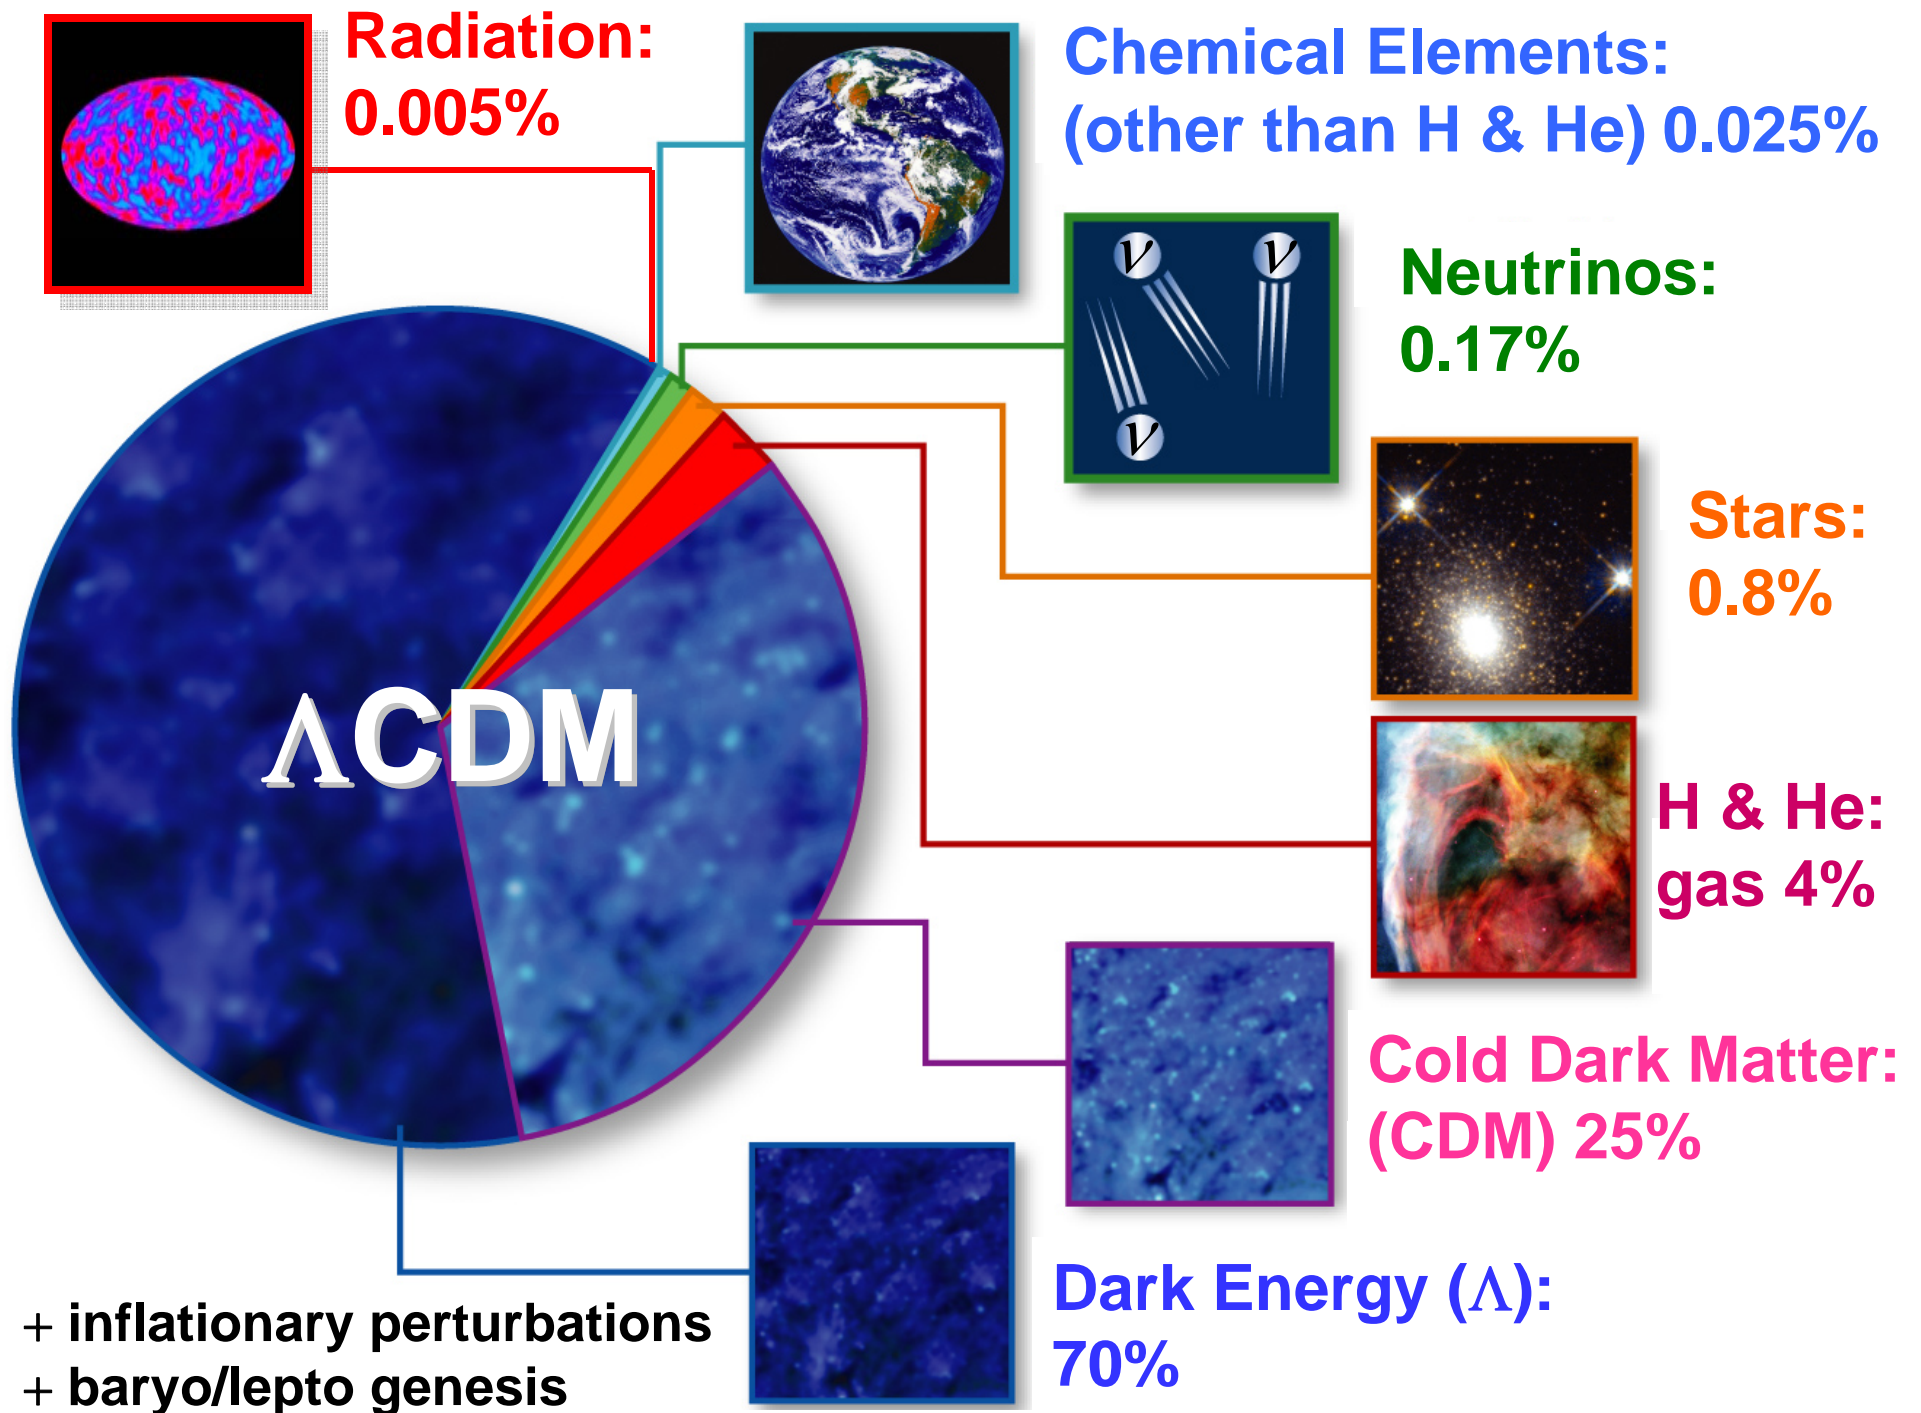 Radiation:
0.005%
Chemical Elements:
(other than H & He) 0.025%
ν ν
ν
Neutrinos:
0.17%
Stars:
0.8%
ΛCDM
H & He:
gas 4%
Cold Dark Matter:
(CDM) 25%
Dark Energy (Λ):
70%
+ inflationary perturbations
+ baryo/lepto genesis